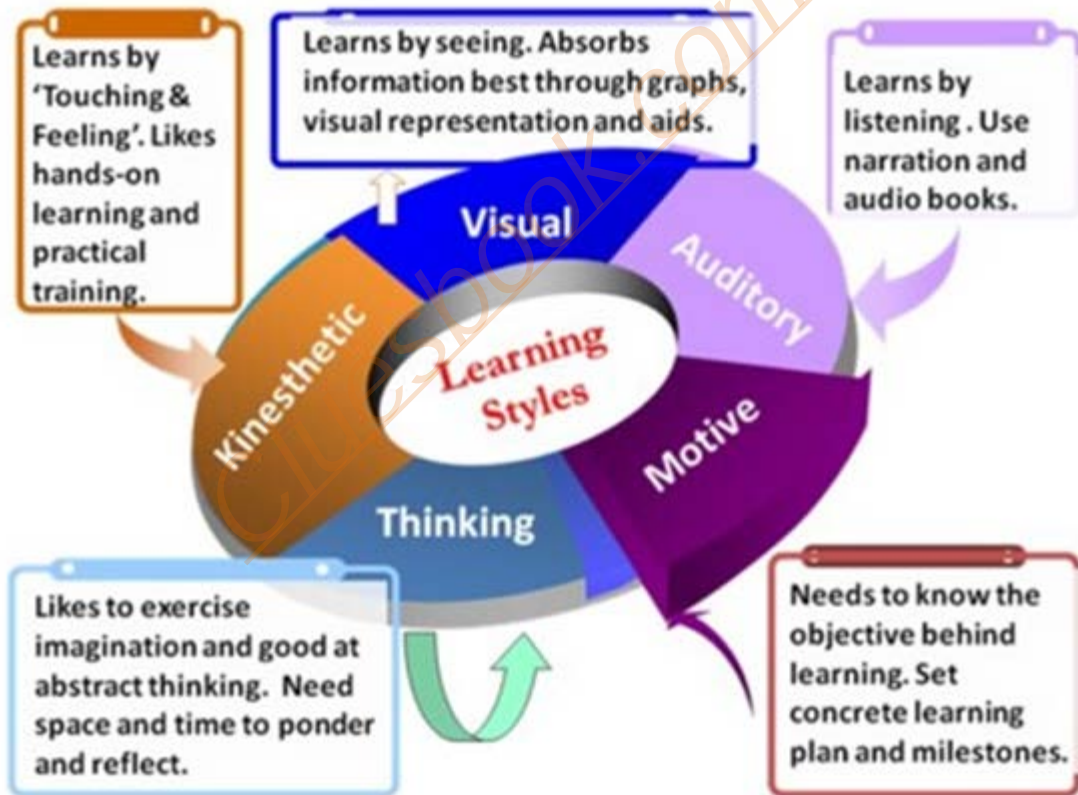 Learns by
'Touching &
Feeling'. Likes
hands-on
learning and
practical
training.
Learns by seeing. Absorbs
information best through graphs,
visual representation and aids.
Learns by
listening . Use
narration and
audio books.
Visual
Auditory
Kinesthetic
Learning
Styles
Motive
Thinking
Likes to exercise
imagination and good at
abstract thinking. Need
space and time to ponder
and reflect.
Needs to know the
objective behind
learning. Set
concrete learning
plan and milestones.
Cluesbook.com